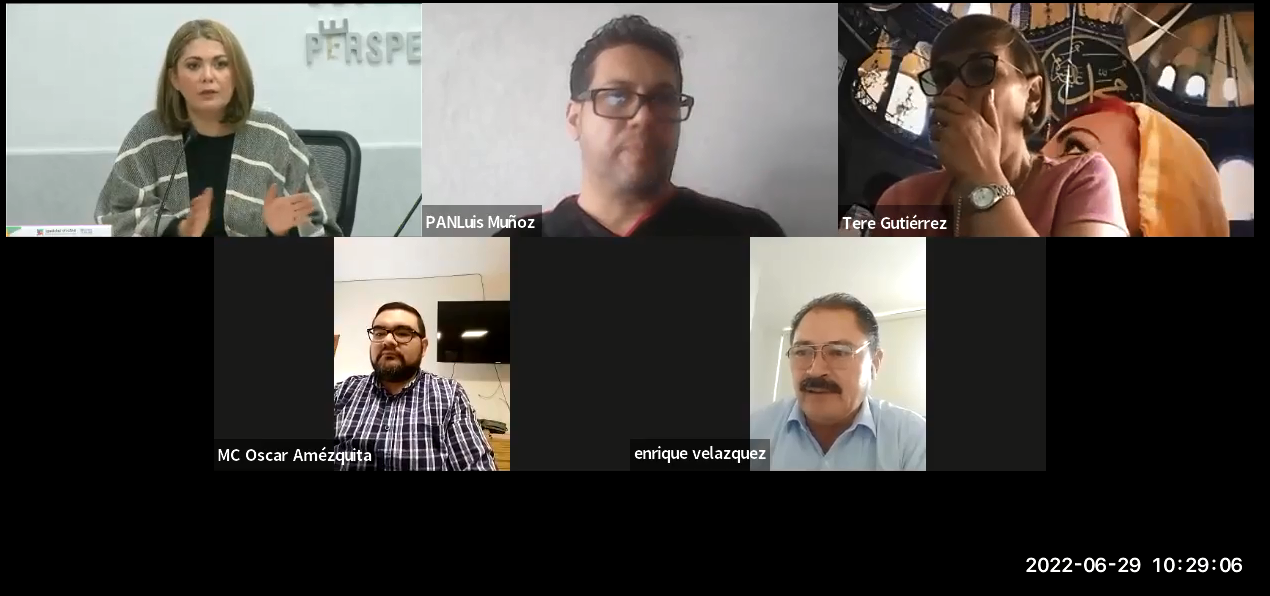 PERSPE
PANLuis Muñoz
Tere Gutiérrez
MC Oscar Amézquita
enrique velazquez
2022-06-29 10:29:06